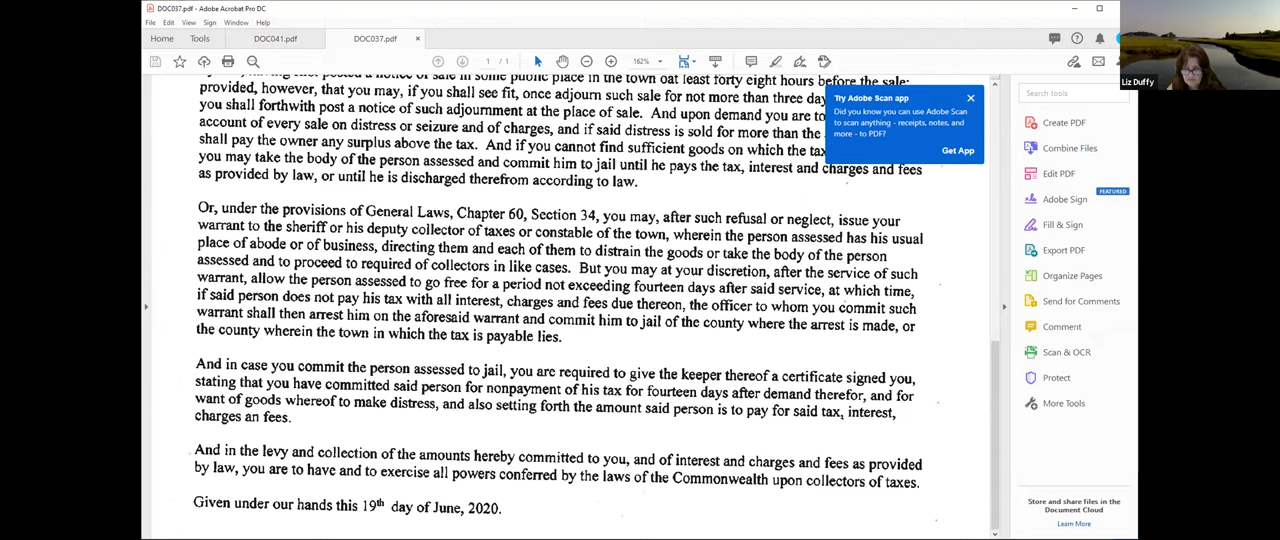 DOC037.pdf - Adobe Acrobat Pro DC
File Edit View Sign Window Help
Home Tools DOC041.pdf DOC037.pdf ×
1 / 1 162%
a notice of sale in some public place in the town oat least forty eight hours before the sale;
provided, however, that you may, if you shall see fit, once adjourn such sale for not more than three day
you shall forthwith post a notice of such adjournment at the place of sale. And upon demand you are to
account of every sale on distress or seizure and of charges, and if said distress is sold for more than the
shall pay the owner any surplus above the tax. And if you cannot find sufficient goods on which the tax
you may take the body of the person assessed and commit him to jail until he pays the tax, interest and charges and fees
as provided by law, or until he is discharged therefrom according to law.
Or, under the provisions of General Laws, Chapter 60, Section 34, you may, after such refusal or neglect, issue your
warrant to the sheriff or his deputy collector of taxes or constable of the town, wherein the person assessed has his usual
place of abode or of business, directing them and each of them to distrain the goods or take the body of the person
assessed and to proceed to required of collectors in like cases. But you may at your discretion, after the service of such
warrant, allow the person assessed to go free for a period not exceeding fourteen days after said service, at which time,
if said person does not pay his tax with all interest, charges and fees due thereon, the officer to whom you commit such
warrant shall then arrest him on the aforesaid warrant and commit him to jail of the county where the arrest is made, or
the county wherein the town in which the tax is payable lies.
And in case you commit the person assessed to jail, you are required to give the keeper thereof a certificate signed you,
stating that you have committed said person for nonpayment of his tax for fourteen days after demand therefor, and for
want of goods whereof to make distress, and also setting forth the amount said person is to pay for said tax, interest,
charges an fees.
And in the levy and collection of the amounts hereby committed to you, and of interest and charges and fees as provided
by law, you are to have and to exercise all powers conferred by the laws of the Commonwealth upon collectors of taxes.
Given under our hands this 19th day of June, 2020.
Try Adobe Scan app
Did you know you can use Adobe Scan
to scan anything - receipts, notes, and
more - to PDF?
Get App
Search tools
Create PDF
Combine Files
Edit PDF
FEATURED
Adobe Sign
Fill & Sign
Export PDF
Organize Pages
Send for Comments
Comment
Scan & OCR
Protect
More Tools
Store and share files in the
Document Cloud
Learn More
Liz Duffy